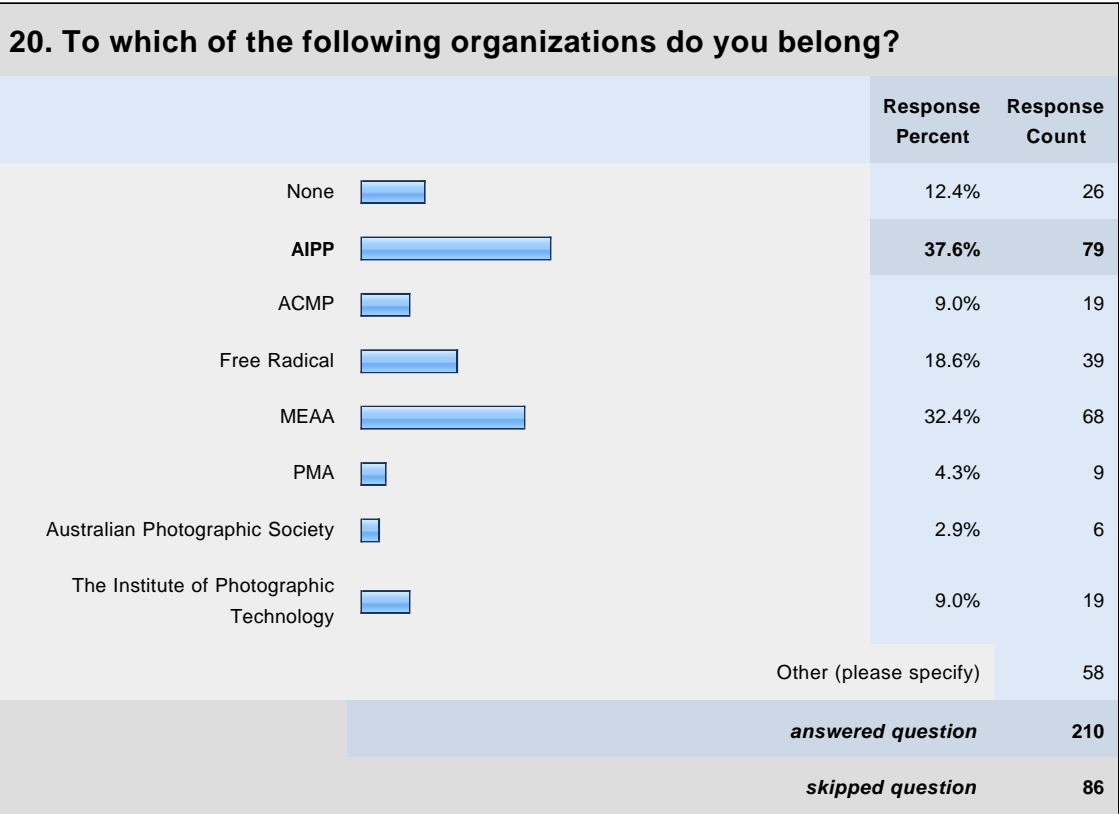 20. To which of the following organizations do you belong?
Response Response
Percent Count
None 12.4% 26
AIPP 37.6% 79
ACMP 9.0% 19
Free Radical 18.6% 39
MEAA 32.4% 68
PMA 4.3% 9
Australian Photographic Society 2.9% 6
The Institute of Photographic
Technology 9.0% 19
Other (please specify) 58
answered question 210
skipped question 86